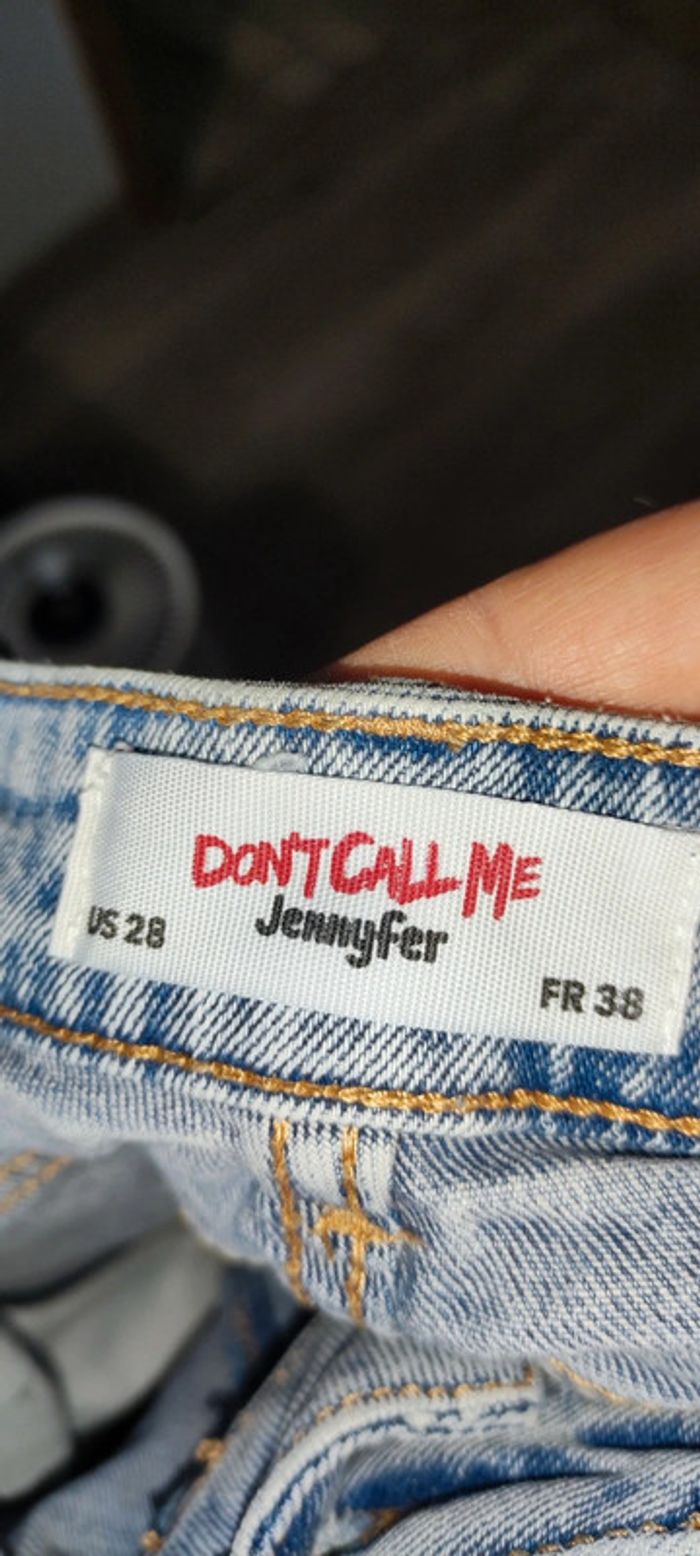 DON'T CALL ME
Jennyfer
US 28
FR 38